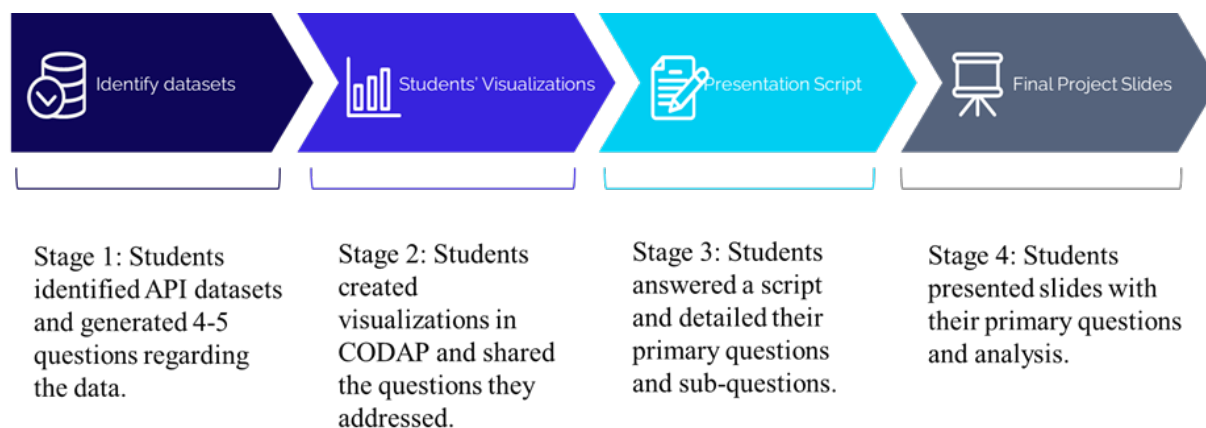 Identify datasets
Students' Visualizations
Presentation Script
Final Project Slides
Stage 1: Students
identified API datasets
and generated 4-5
questions regarding
the data.
Stage 2: Students
created
visualizations in
CODAP and shared
the questions they
addressed.
Stage 3: Students
answered a script
and detailed their
primary questions
and sub-questions.
Stage 4: Students
presented slides with
their primary questions
and analysis.